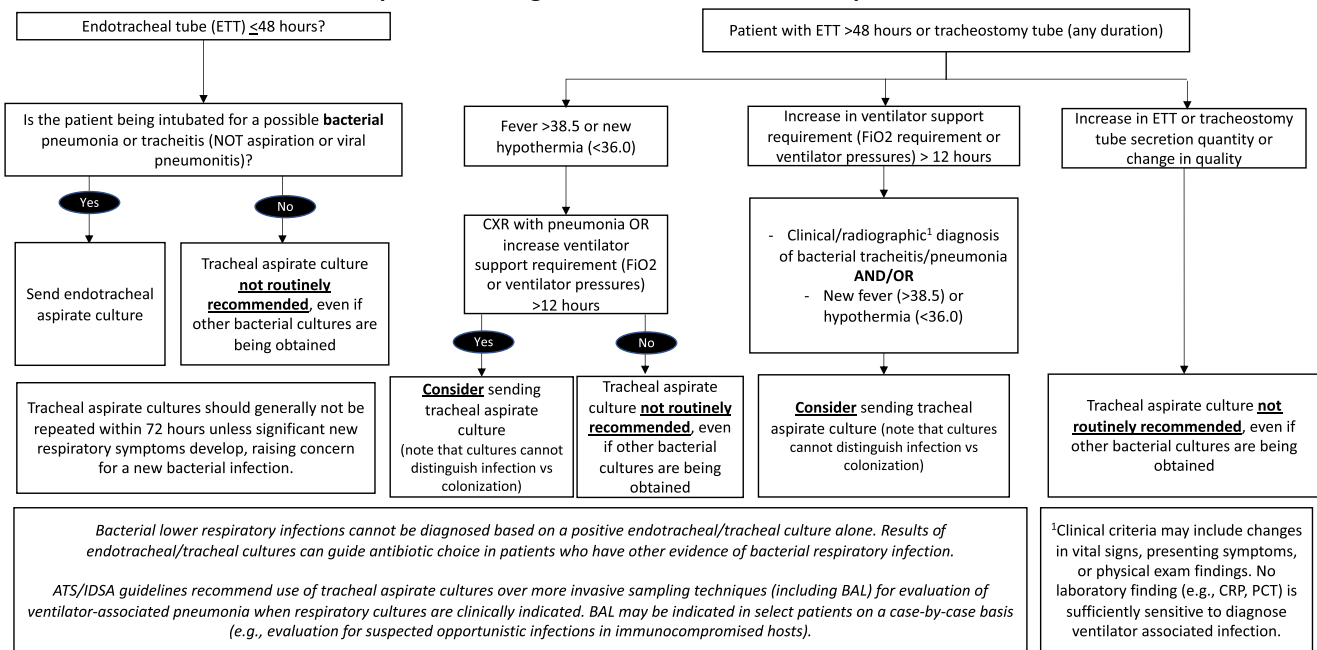 Endotracheal tube (ETT) <48 hours?
Patient with ETT >48 hours or tracheostomy tube (any duration)
Is the patient being intubated for a possible bacterial
pneumonia or tracheitis (NOT aspiration or viral
pneumonitis)?
Fever >38.5 or new
hypothermia (<36.0)
Increase in ventilator support
requirement (FiO2 requirement or
ventilator pressures) > 12 hours
Increase in ETT or tracheostomy
tube secretion quantity or
change in quality
Yes
No
Send endotracheal
aspirate culture
Tracheal aspirate culture
not routinely
recommended, even if
other bacterial cultures are
being obtained
CXR with pneumonia OR
increase ventilator
support requirement (FiO2
or ventilator pressures)
>12 hours
- Clinical/radiographic1 diagnosis
of bacterial tracheitis/pneumonia
AND/OR
- New fever (>38.5) or
hypothermia (<36.0)
Yes
No
Tracheal aspirate cultures should generally not be
repeated within 72 hours unless significant new
respiratory symptoms develop, raising concern
for a new bacterial infection.
Consider sending
tracheal aspirate
culture
(note that cultures cannot
distinguish infection vs
colonization)
Tracheal aspirate
culture not routinely
recommended, even
if other bacterial
cultures are being
obtained
Consider sending tracheal
aspirate culture (note that cultures
cannot distinguish infection vs
colonization)
Tracheal aspirate culture not
routinely recommended, even if
other bacterial cultures are being
obtained
Bacterial lower respiratory infections cannot be diagnosed based on a positive endotracheal/tracheal culture alone. Results of
endotracheal/tracheal cultures can guide antibiotic choice in patients who have other evidence of bacterial respiratory infection.
ATS/IDSA guidelines recommend use of tracheal aspirate cultures over more invasive sampling techniques (including BAL) for evaluation of
ventilator-associated pneumonia when respiratory cultures are clinically indicated. BAL may be indicated in select patients on a case-by-case basis
(e.g., evaluation for suspected opportunistic infections in immunocompromised hosts).
1Clinical criteria may include changes
in vital signs, presenting symptoms,
or physical exam findings. No
laboratory finding (e.g., CRP, PCT) is
sufficiently sensitive to diagnose
ventilator associated infection.